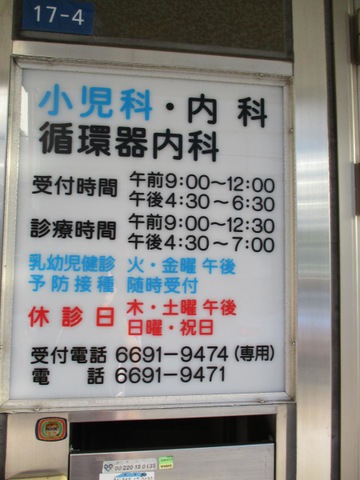 17-4
小児科・内科
循環器内科
受付時間 午前9:00~12:00
午後4:30~6:30
診療時間 午前9:00~12:30
午後4:30~7:00
乳幼児健診 火・金曜午後
予防接種 随時受付
休診日 木・土曜午後
日曜・祝日
受付電話 6691-9474(専用)
電話 6691-9471